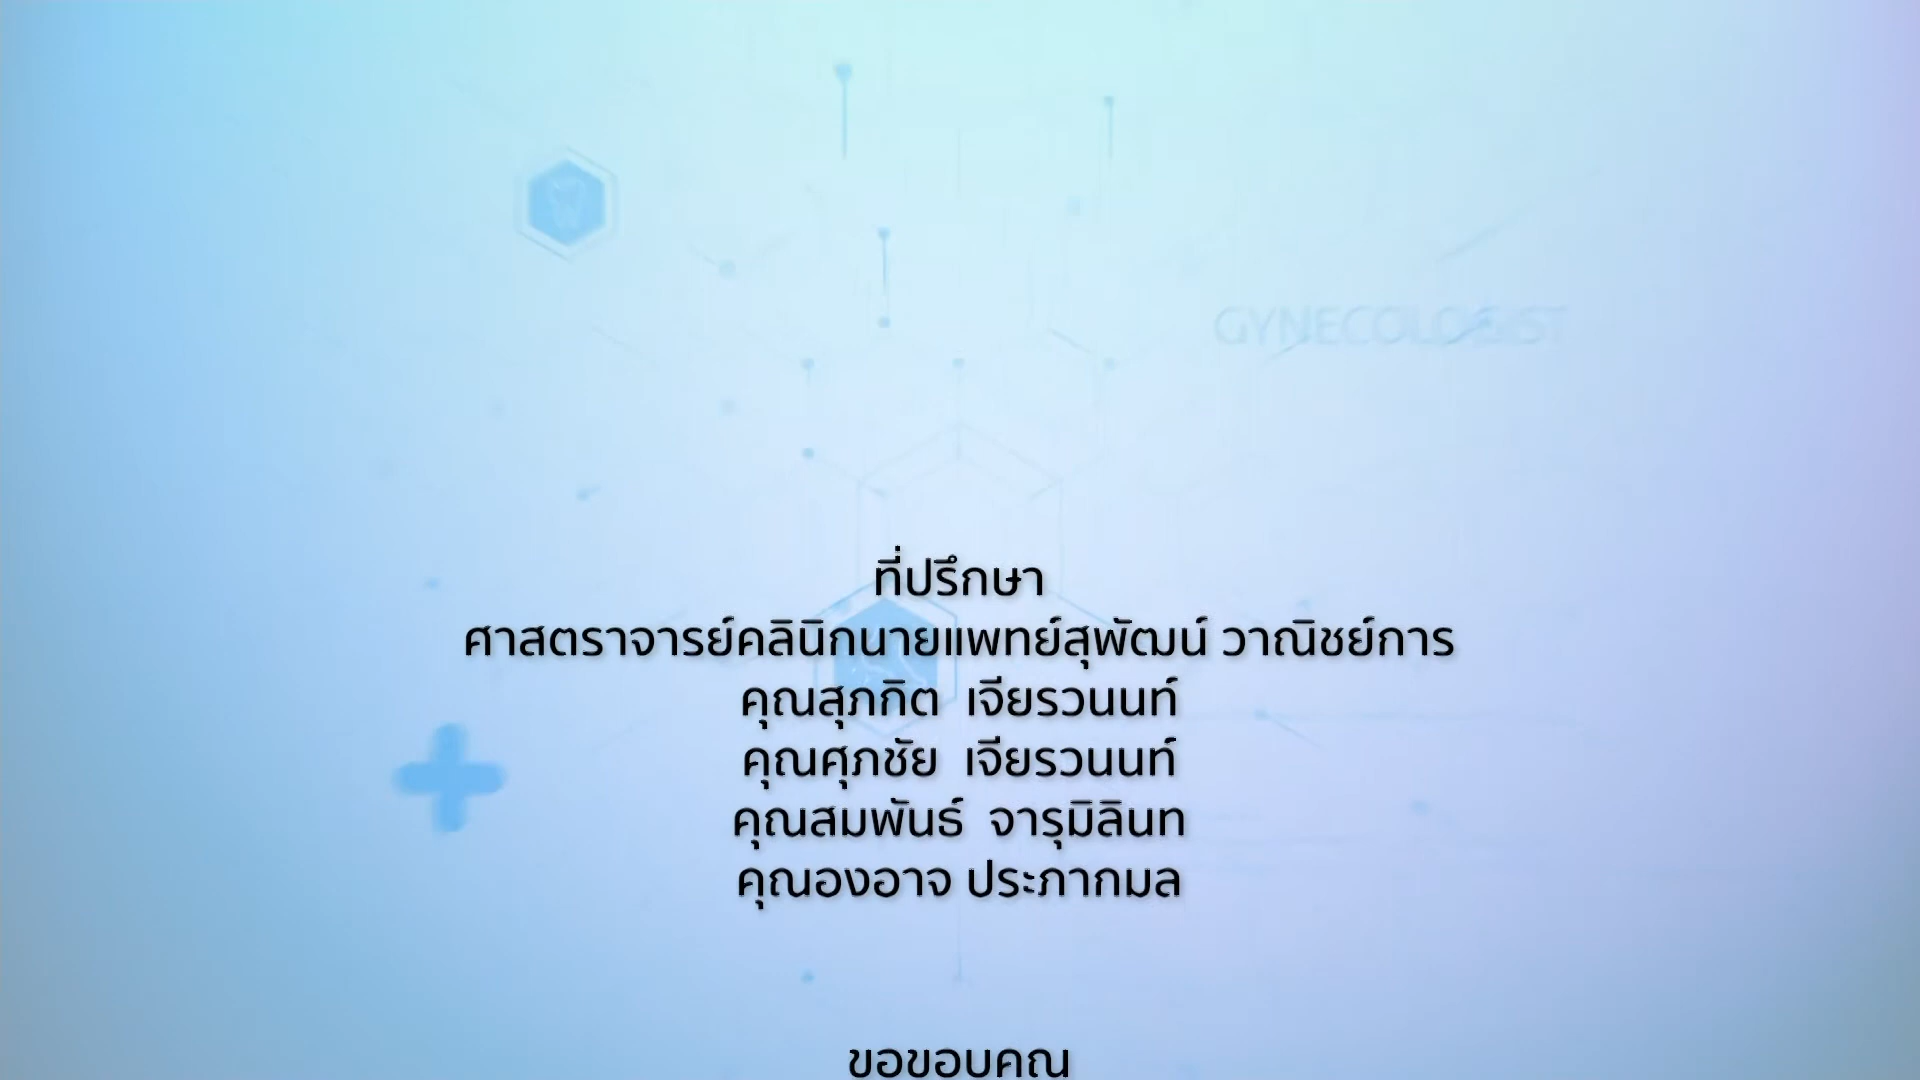 GYNECOLOGIST
ที่ปรึกษา
ศาสตราจารย์คลินิกนายแพทย์สุพัฒน์ วาณิชย์การ
คุณสุภกิต เจียรวนนท์
คุณศุภชัย เจียรวนนท์
คุณสมพันธ์ จารุมิลินท
คุณองอาจ ประภากมล
ขอขอบคุณ